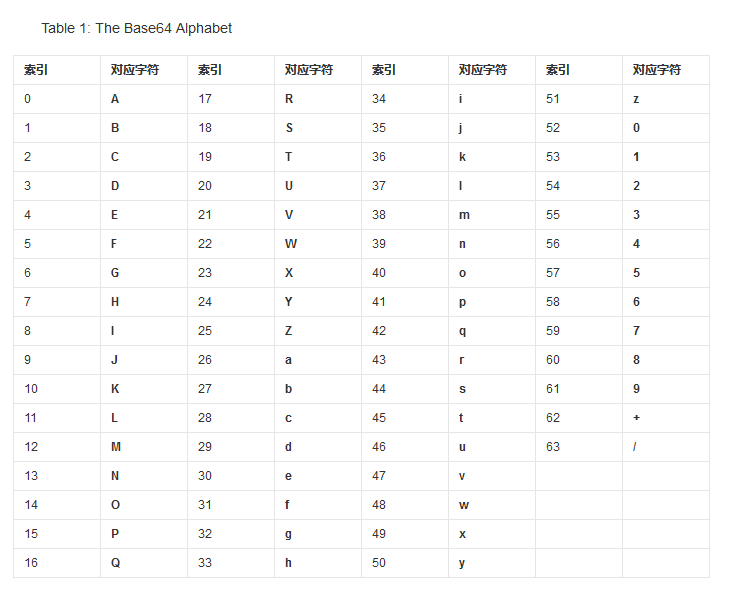 Table 1: The Base64 Alphabet
索引 对应字符 索引 对应字符 索引 对应字符 索引 对应字符
0 A 17 R 34 i 51 z
1 B 18 S 35 j 52 0
2 C 19 T 36 k 53 1
3 D 20 U 37 l 54 2
4 E 21 V 38 m 55 3
5 F 22 W 39 n 56 4
6 G 23 X 40 o 57 5
7 H 24 Y 41 p 58 6
8 I 25 Z 42 q 59 7
9 J 26 a 43 r 60 8
10 K 27 b 44 s 61 9
11 L 28 c 45 t 62 +
12 M 29 d 46 u 63 /
13 N 30 e 47 v
14 O 31 f 48 w
15 P 32 g 49 x
16 Q 33 h 50 y